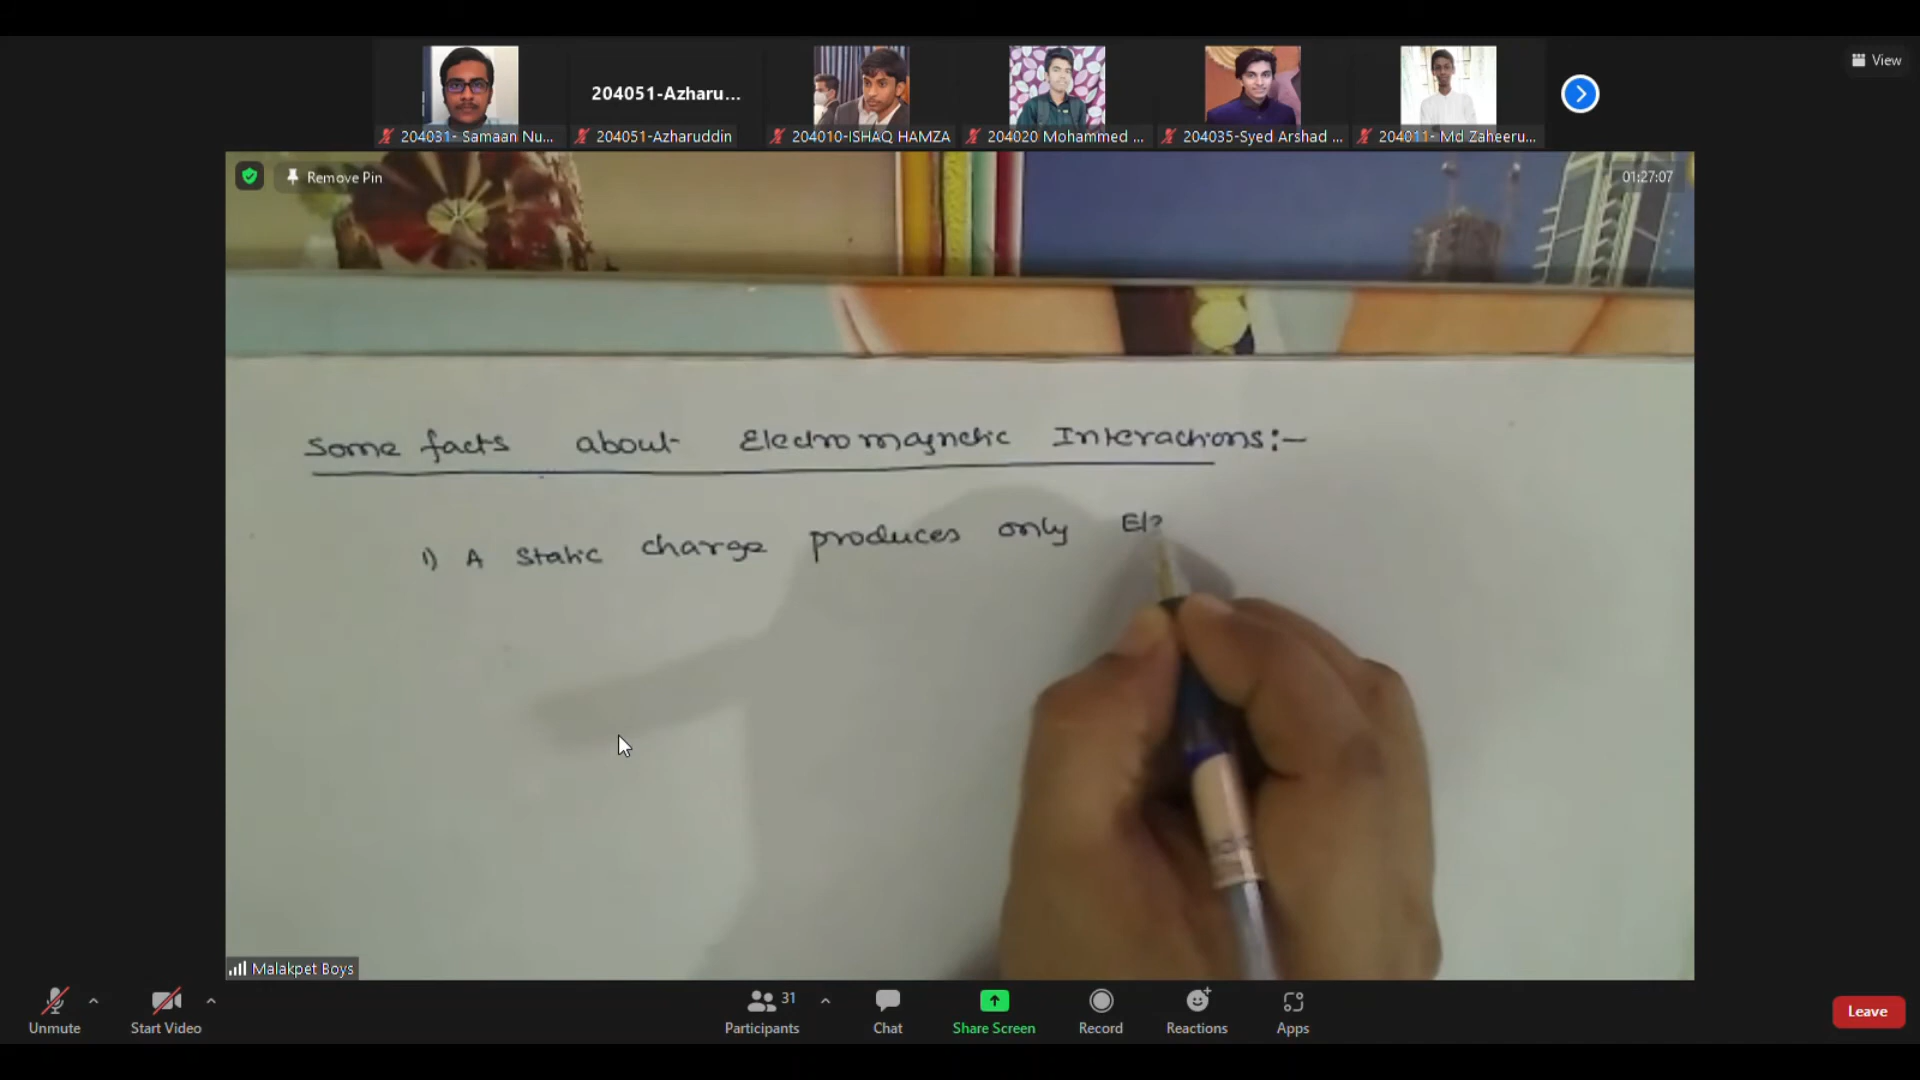 View
204051-Azharu...
204031- Samaan Nu...
204051-Azharuddin
204010-ISHAQ HAMZA
204020 Mohammed ...
204035-Syed Arshad ...
204011- Md Zaheeru...
Remove Pin
01:27:07
Some facts about Electromagnetic Interactions:-
1) A Static charge produces only El
Malakpet Boys
Unmute
Start Video
31
Participants
Chat
Share Screen
Record
Reactions
Apps
Leave